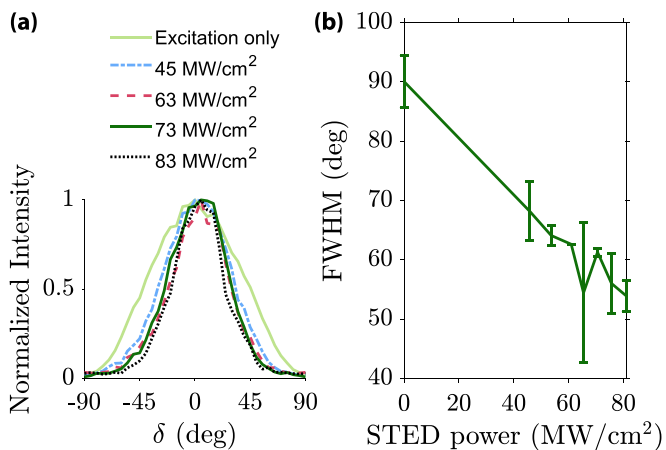 (a)
Excitation only
45 MW/cm²
63 MW/cm²
73 MW/cm²
83 MW/cm²
Normalized Intensity
1
0.5
0
-90
-45
0
45
90
δ (deg)
(b)
FWHM (deg)
100
90
80
70
60
50
40
0
20
40
60
80
STED power (MW/cm²)